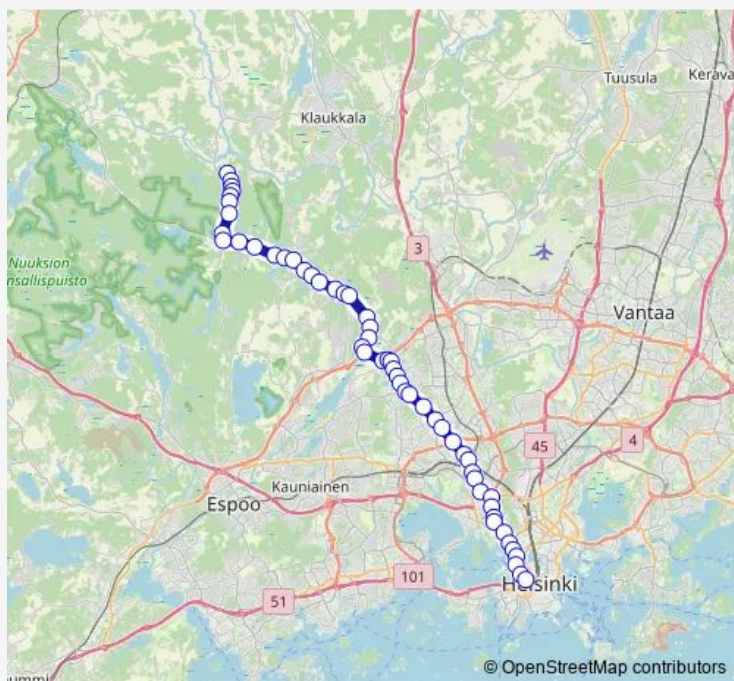 Tuusula
Kerava
Klaukkala
3
Nuuksion
nsallispuisto
Vantaa
45
4
Kauniainen
Espoo
101
Helsinki
51
© OpenStreetMap contributors